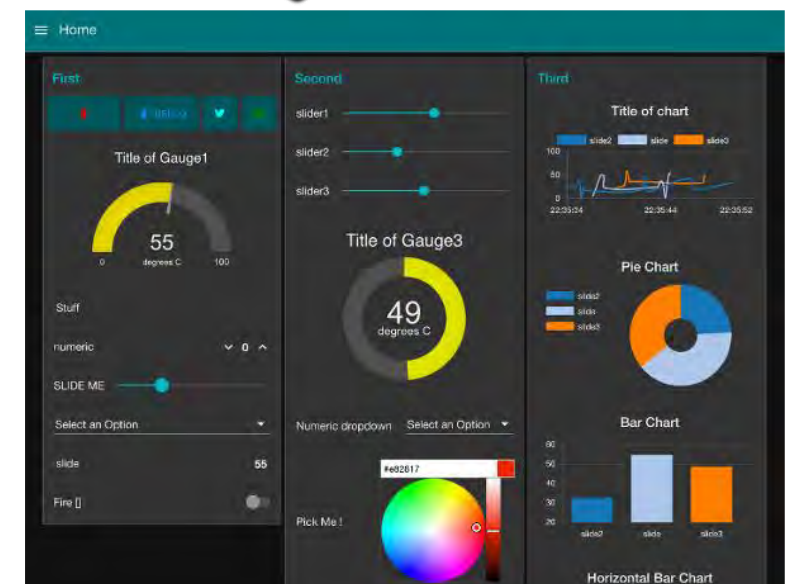 Home
First
Title of Gauge1
55
degrees C
0
100
Stuff
numeric
0
SLIDE ME
Select an Option
slide
55
Fire []
Second
slider1
slider2
slider3
Title of Gauge3
49
degrees C
Numeric dropdown
Select an Option
#e82817
Pick Me !
Third
Title of chart
slide2 slide slide3
100
50
0
22:35:24 22:35:44 22:35:52
Pie Chart
slide2
slide
slide3
Bar Chart
60
50
40
30
20
slide2 slide slide3
Horizontal Bar Chart